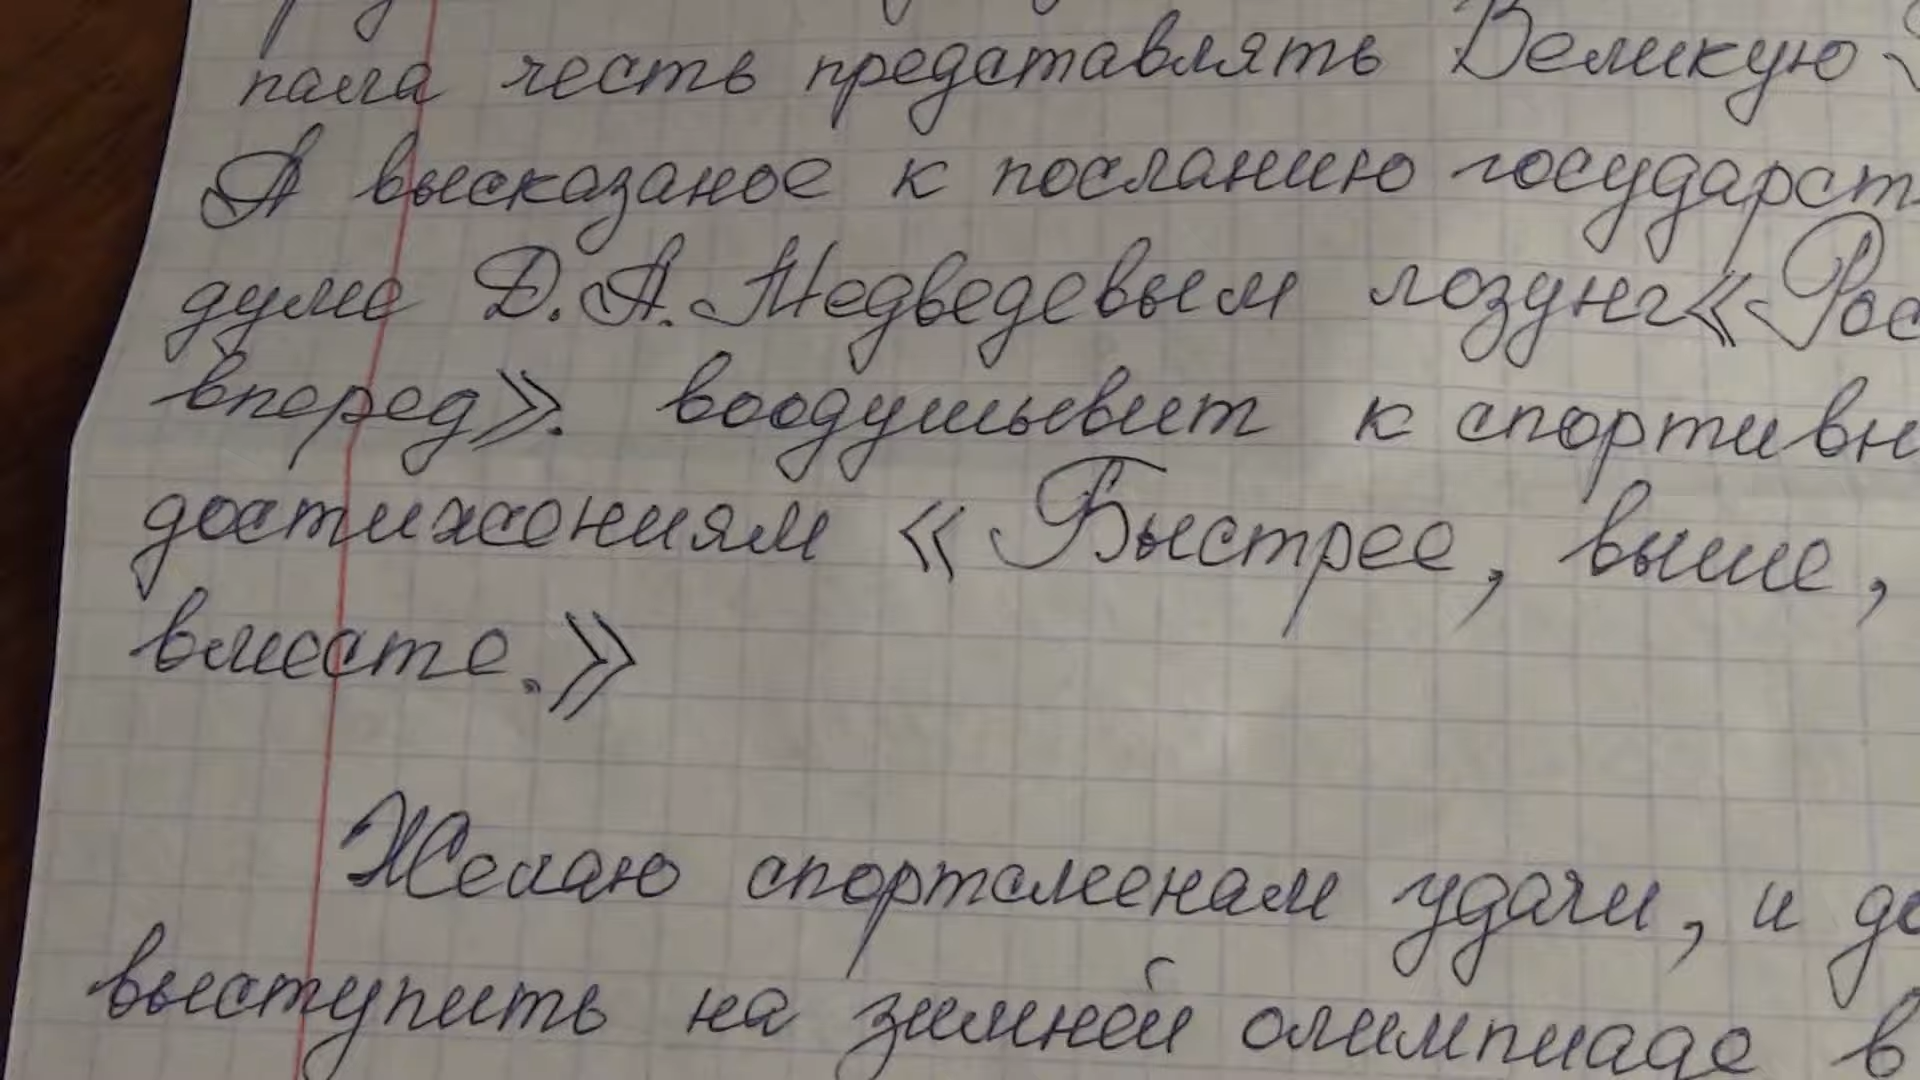 пала честь представлять Великую
А высказаное к посланию государст
думе Д.А. Медведевым лозунг «Рос
вперед». воодушевит к спортивн
достижениям «Быстрее, выше,
вместе.»
Желаю спортсменам удачи, и до
выступить на зимней олимпиаде в